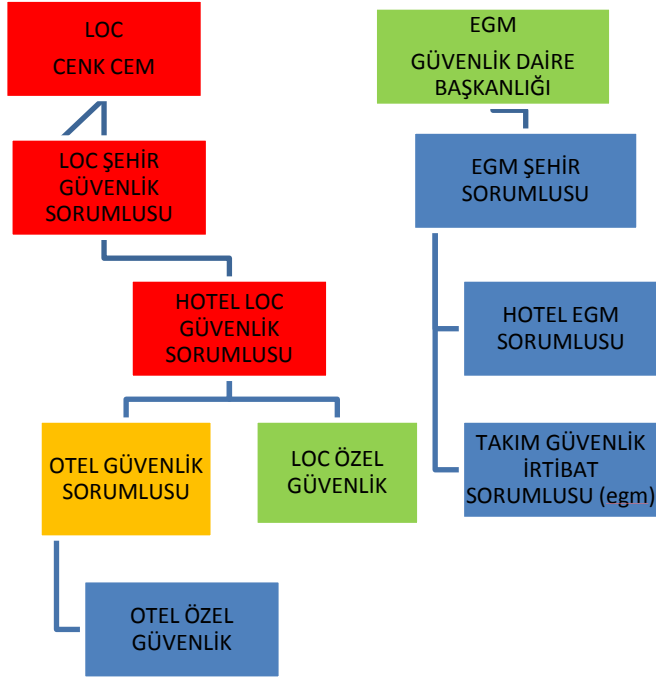 LOC
CENK CEM
EGM
GÜVENLİK DAİRE
BAŞKANLIĞI
LOC ŞEHİR
GÜVENLİK
SORUMLUSU
EGM ŞEHİR
SORUMLUSU
HOTEL LOC
GÜVENLİK
SORUMLUSU
HOTEL EGM
SORUMLUSU
OTEL GÜVENLİK
SORUMLUSU
LOC ÖZEL
GÜVENLİK
TAKIM GÜVENLİK
İRTİBAT
SORUMLUSU (egm)
OTEL ÖZEL
GÜVENLİK